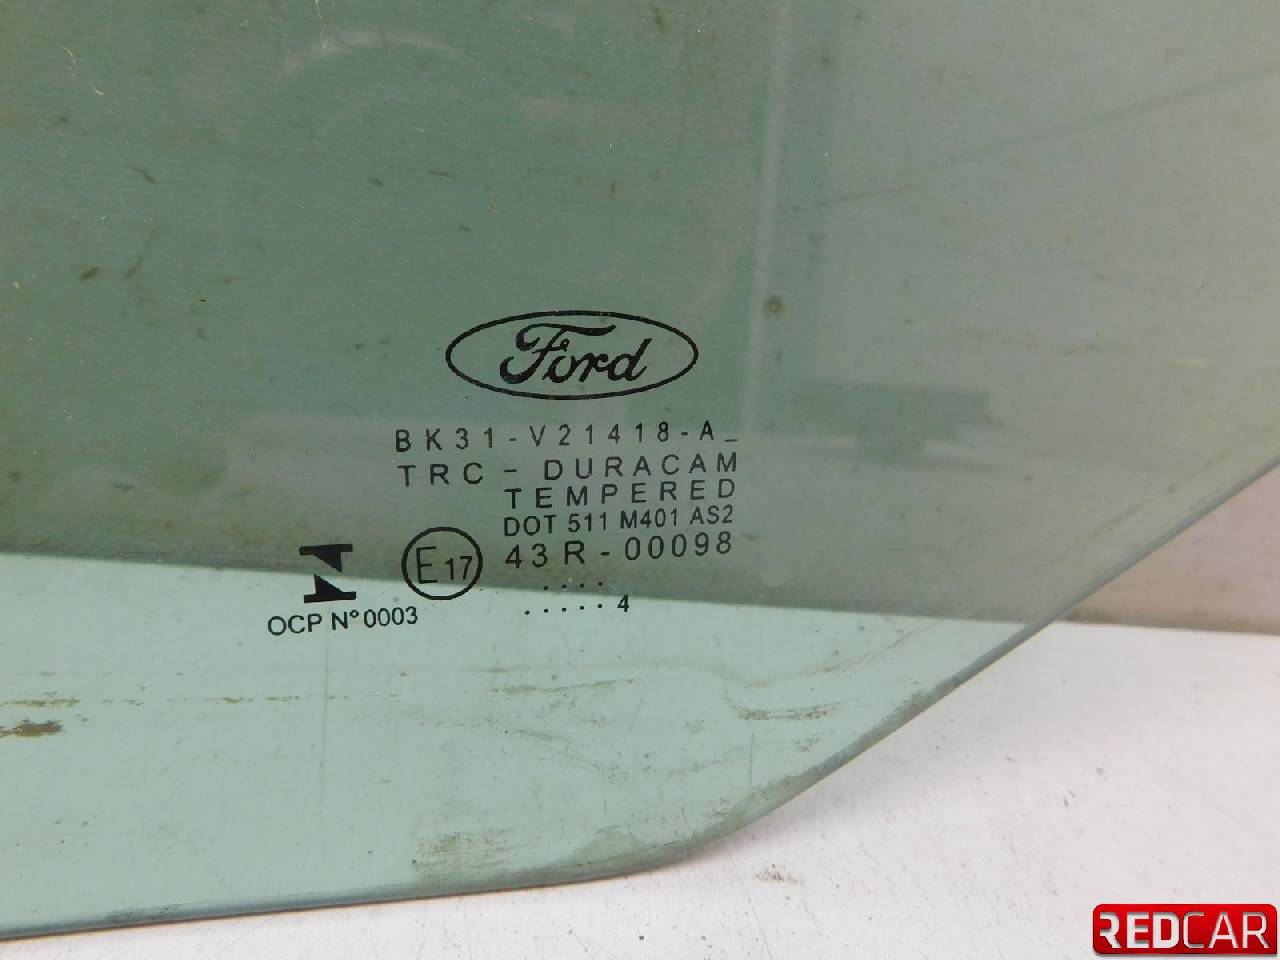 Ford
BK31-V21418-A_
TRC - DURACAM
TEMPERED
DOT 511 M401 AS2
E17 43R-00098
. . . .
. . . . . 4
OCP N° 0003
REDCAR